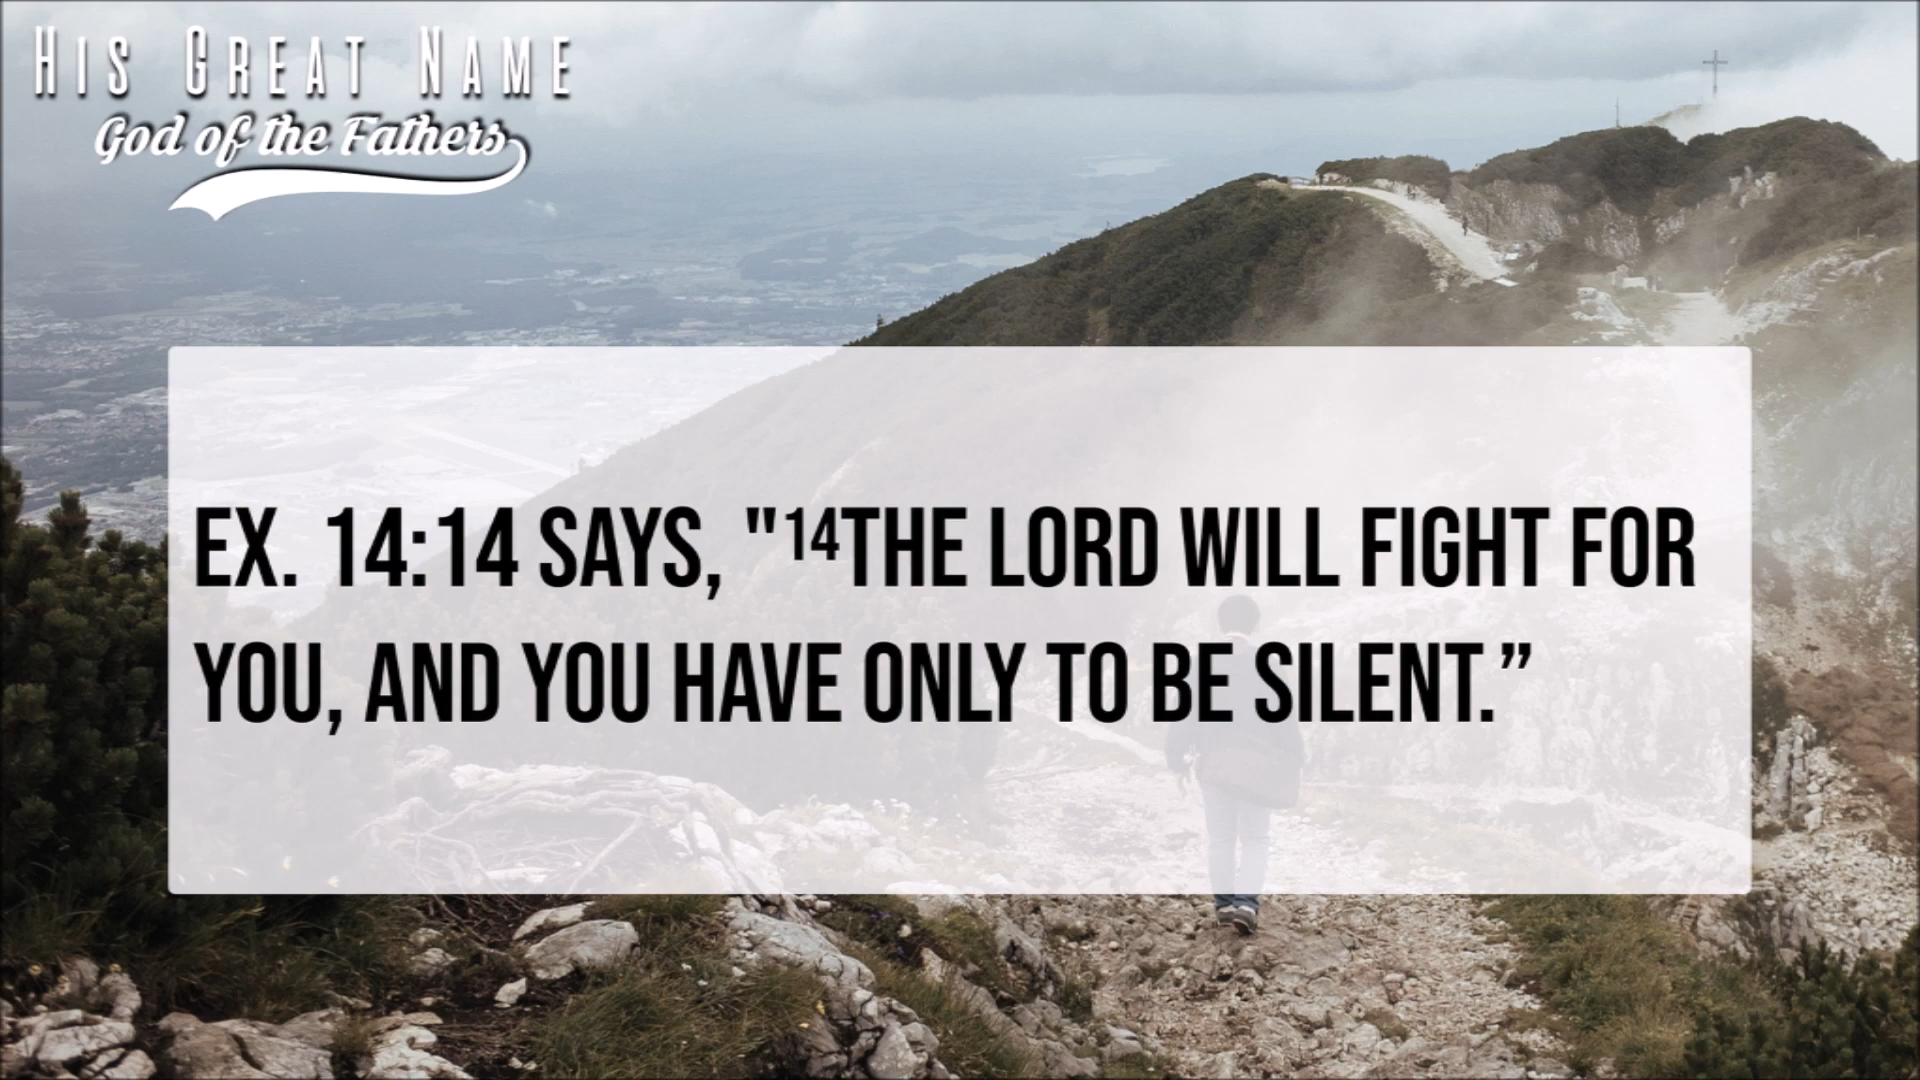 His Great Name
God of the Fathers
EX. 14:14 SAYS, "¹⁴THE LORD WILL FIGHT FOR
YOU, AND YOU HAVE ONLY TO BE SILENT.”